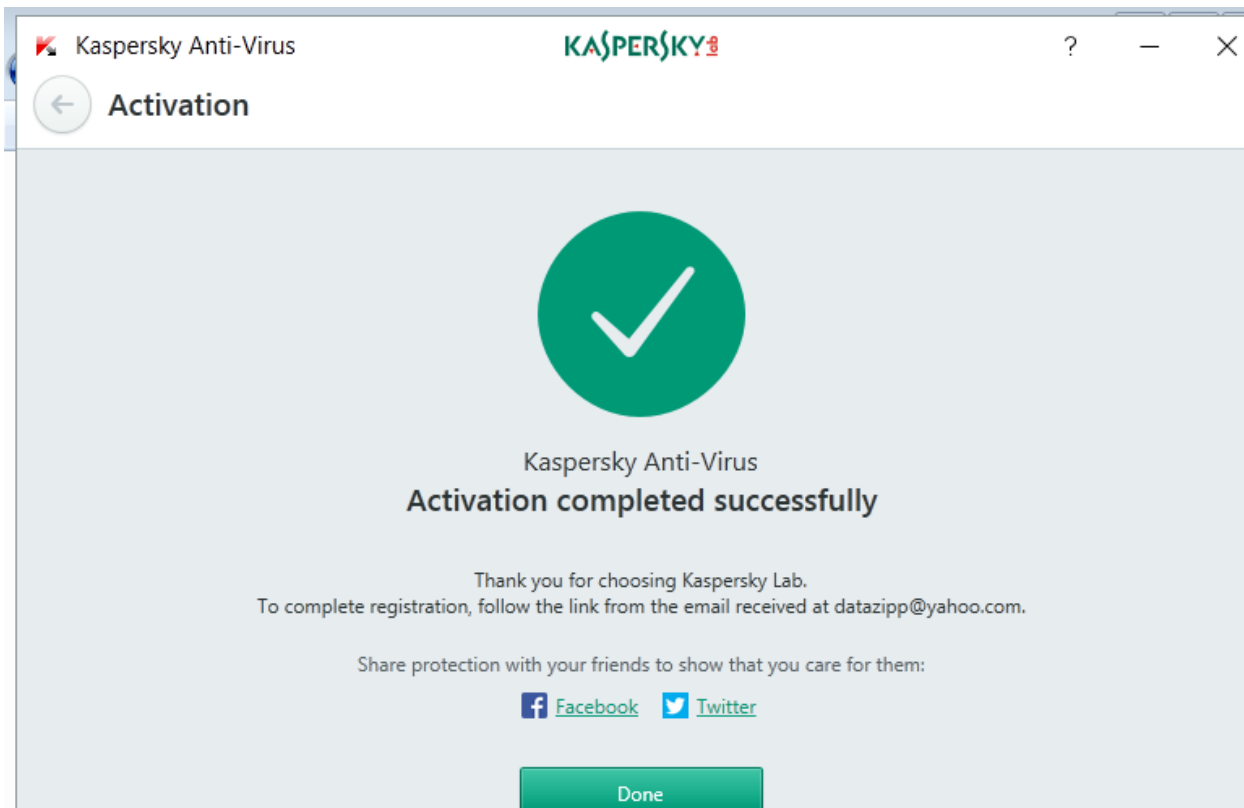 Kaspersky Anti-Virus
KASPERSKY lab
?
Activation
Kaspersky Anti-Virus
Activation completed successfully
Thank you for choosing Kaspersky Lab.
To complete registration, follow the link from the email received at datazipp@yahoo.com.
Share protection with your friends to show that you care for them:
Facebook Twitter
Done